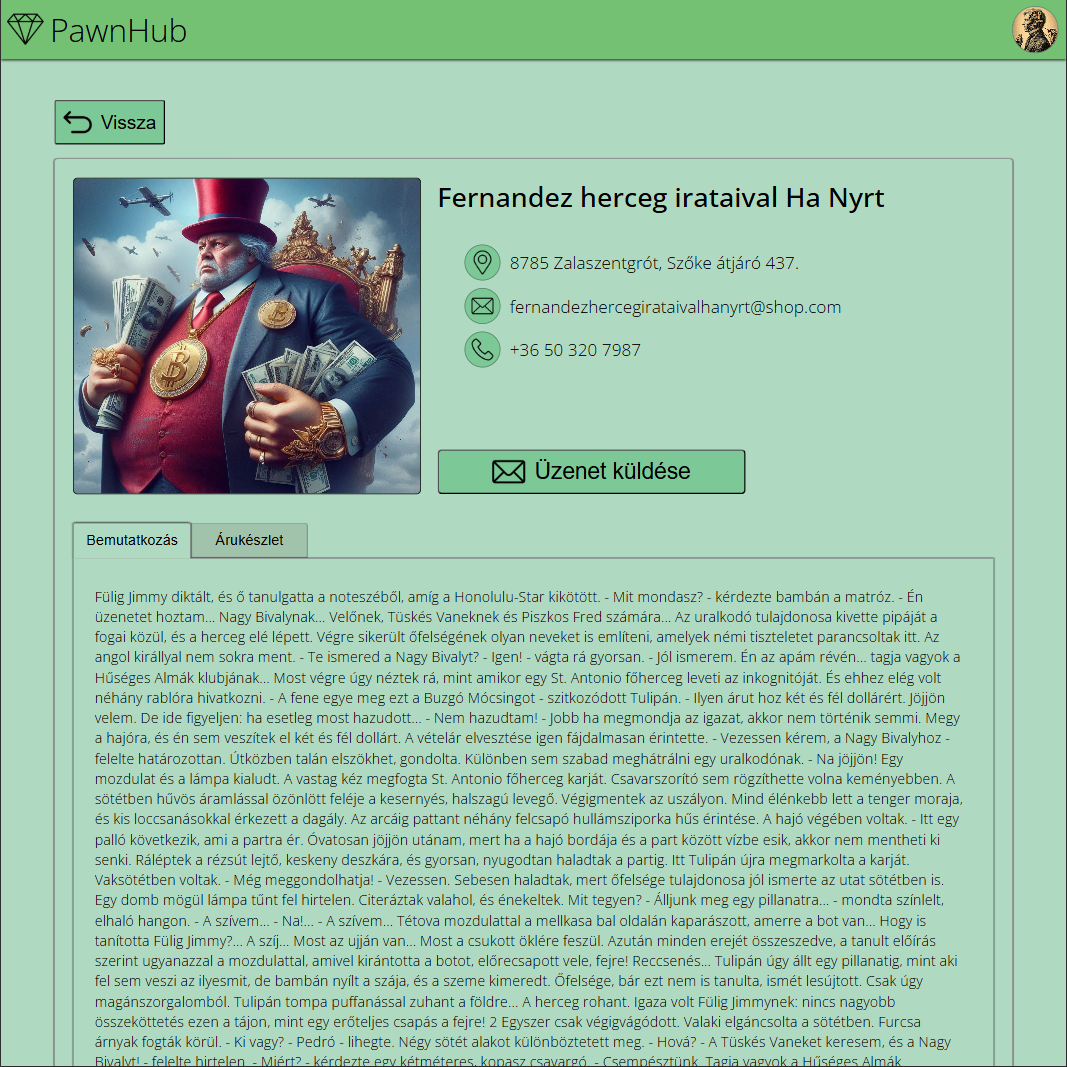 PawnHub
Vissza
Fernandez herceg irataival Ha Nyrt
8785 Zalaszentgrót, Szőke átjáró 437.
fernandezhercegirataivalhanyrt@shop.com
+36 50 320 7987
Üzenet küldése
Bemutatkozás
Árukészlet
Fülig Jimmy diktált, és ő tanulgatta a noteszéből, amíg a Honolulu-Star kikötött. - Mit mondasz? - kérdezte bambán a matróz. - Én
üzenetet hoztam... Nagy Bivalynak... Velőnek, Tüskés Vaneknek és Piszkos Fred számára... Az uralkodó tulajdonosa kivette pipáját a
fogai közül, és a herceg elé lépett. Végre sikerült őfelségének olyan neveket is említeni, amelyek némi tiszteletet parancsoltak itt. Az
angol királlyal nem sokra ment. - Te ismered a Nagy Bivalyt? - Igen! - vágta rá gyorsan. - Jól ismerem. Én az apám révén... tagja vagyok a
Hűséges Almák klubjának... Most végre úgy néztek rá, mint amikor egy St. Antonio főherceg leveti az inkognitóját. És ehhez elég volt
néhány rablóra hivatkozni. - A fene egye meg ezt a Buzgó Mócsingot - szitkozódott Tulipán. - Ilyen árut hoz két és fél dollárért. Jöjjön
velem. De ide figyeljen: ha esetleg most hazudott... - Nem hazudtam! - Jobb ha megmondja az igazat, akkor nem történik semmi. Megy
a hajóra, és én sem veszítek el két és fél dollárt. A vételár elvesztése igen fájdalmasan érintette. - Vezessen kérem, a Nagy Bivalyhoz -
felelte határozottan. Útközben talán elszökhet, gondolta. Különben sem szabad meghátrálni egy uralkodónak. - Na jöjjön! Egy
mozdulat és a lámpa kialudt. A vastag kéz megfogta St. Antonio főherceg karját. Csavarszorító sem rögzíthette volna keményebben. A
sötétben hűvös áramlással özönlött feléje a kesernyés, halszagú levegő. Végigmentek az uszályon. Mind élénkebb lett a tenger moraja,
és kis loccsanásokkal érkezett a dagály. Az arcáig pattant néhány felcsapó hullámsziporka hűs érintése. A hajó végében voltak. - Itt egy
palló következik, ami a partra ér. Óvatosan jöjjön utánam, mert ha a hajó bordája és a part között vízbe esik, akkor nem mentheti ki
senki. Ráléptek a rézsút lejtő, keskeny deszkára, és gyorsan, nyugodtan haladtak a partig. Itt Tulipán újra megmarkolta a karját.
Vaksötétben voltak. - Még meggondolhatja! - Vezessen. Sebesen haladtak, mert őfelsége tulajdonosa jól ismerte az utat sötétben is.
Egy domb mögül lámpa tűnt fel hirtelen. Citeráztak valahol, és énekeltek. Mit tegyen? - Álljunk meg egy pillanatra... - mondta színlelt,
elhaló hangon. - A szívem... - Na!... - A szívem... Tétova mozdulattal a mellkasa bal oldalán kaparászott, amerre a bot van... Hogy is
tanította Fülig Jimmy?... A szíj... Most az ujján van... Most a csukott öklére feszül. Azután minden erejét összeszedve, a tanult előírás
szerint ugyanazzal a mozdulattal, amivel kirántotta a botot, előrecsapott vele, fejre! Reccsenés... Tulipán úgy állt egy pillanatig, mint aki
fel sem veszi az ilyesmit, de bambán nyílt a szája, és a szeme kimeredt. Őfelsége, bár ezt nem is tanulta, ismét lesújtott. Csak úgy
magánszorgalomból. Tulipán tompa puffanással zuhant a földre... A herceg rohant. Igaza volt Fülig Jimmynek: nincs nagyobb
összeköttetés ezen a tájon, mint egy erőteljes csapás a fejre! 2 Egyszer csak végigvágódott. Valaki elgáncsolta a sötétben. Furcsa
árnyak fogták körül. - Ki vagy? - Pedró - lihegte. Négy sötét alakot különböztetett meg. - Hová? - A Tüskés Vaneket keresem, és a Nagy
Bivalyt! - felelte hirtelen. - Miért? - kérdezte egy kétméteres, kopasz csavargó. - Csempésztünk. Tagja vagyok a Hűséges Almák